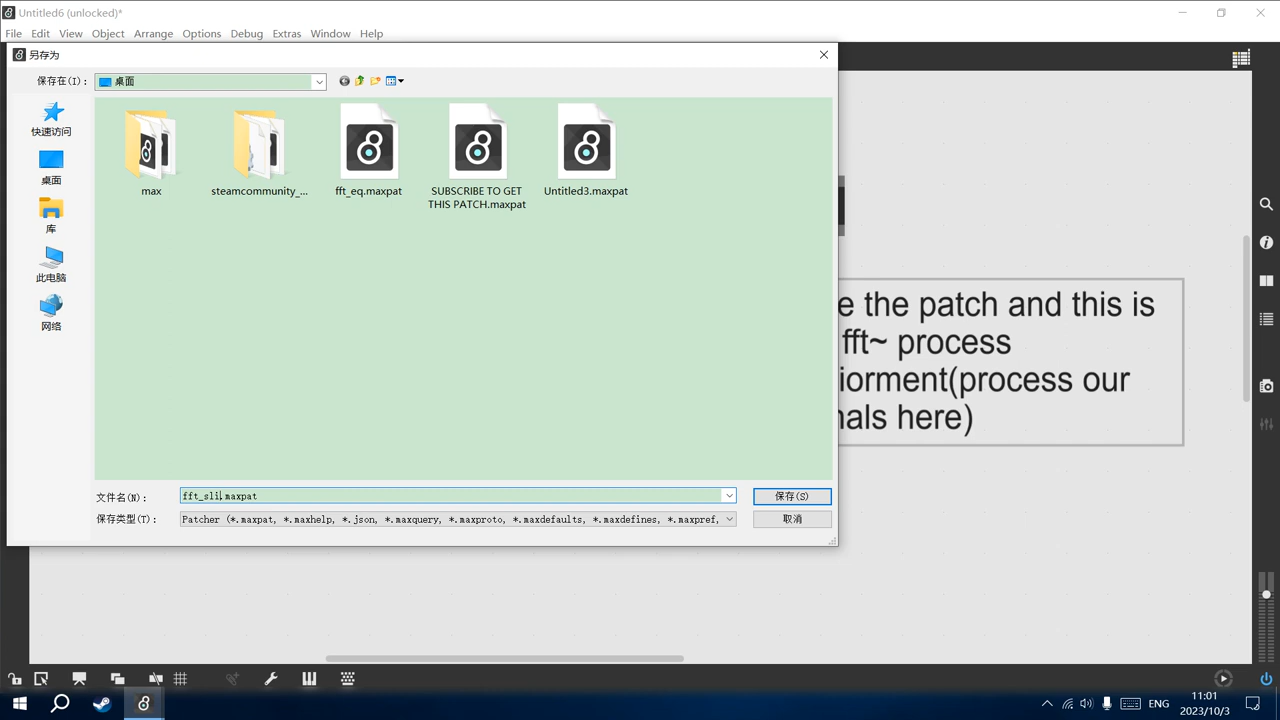 Untitled6 (unlocked)*
File Edit View Object Arrange Options Debug Extras Window Help
另存为
保存在(I):
桌面
快速访问
桌面
库
此电脑
网络
max
steamcommunity_...
fft_eq.maxpat
SUBSCRIBE TO GET
THIS PATCH.maxpat
Untitled3.maxpat
e the patch and this is
fft~ process
iorment(process our
nals here)
文件名(N):
fft_sli.maxpat
保存(S)
保存类型(T):
Patcher (*.maxpat, *.maxhelp, *.json, *.maxquery, *.maxproto, *.maxdefaults, *.maxdefines, *.maxpref,
取消
ENG
11:01
2023/10/3